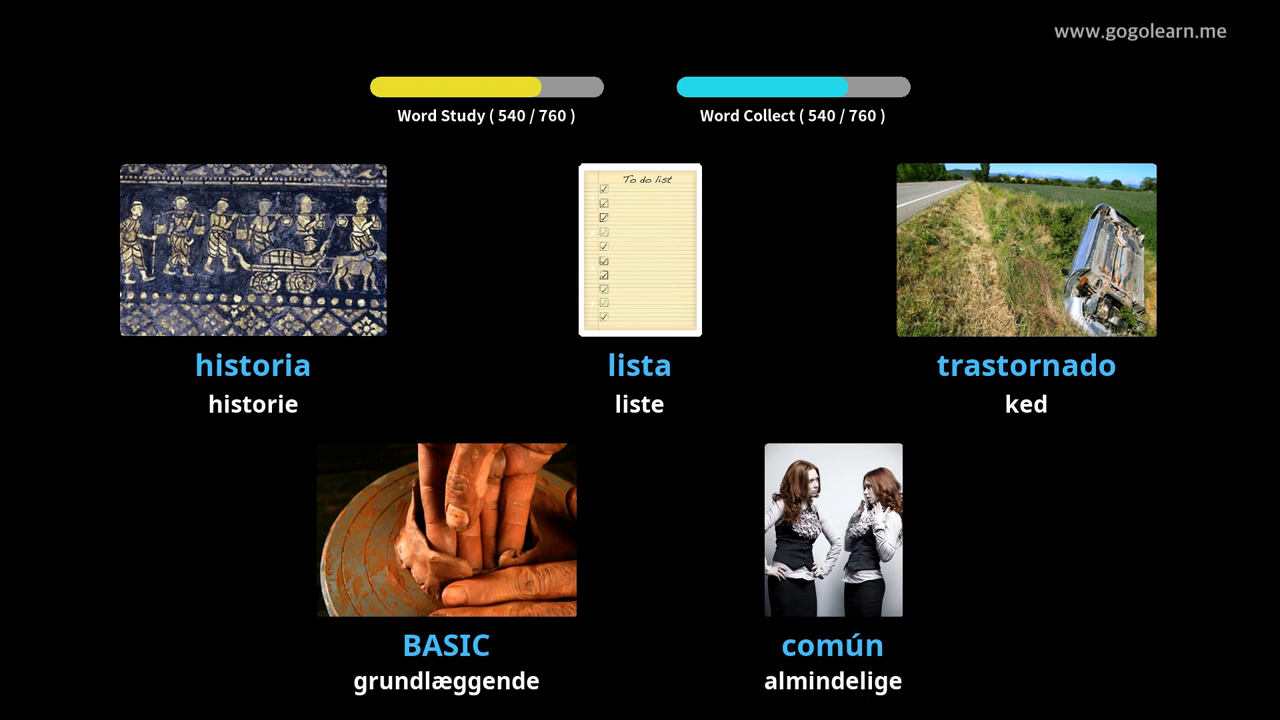 www.gogolearn.me
Word Study ( 540 / 760 )
Word Collect ( 540 / 760 )
To do list
historia
lista
trastornado
historie
liste
ked
BASIC
común
grundlæggende
almindelige